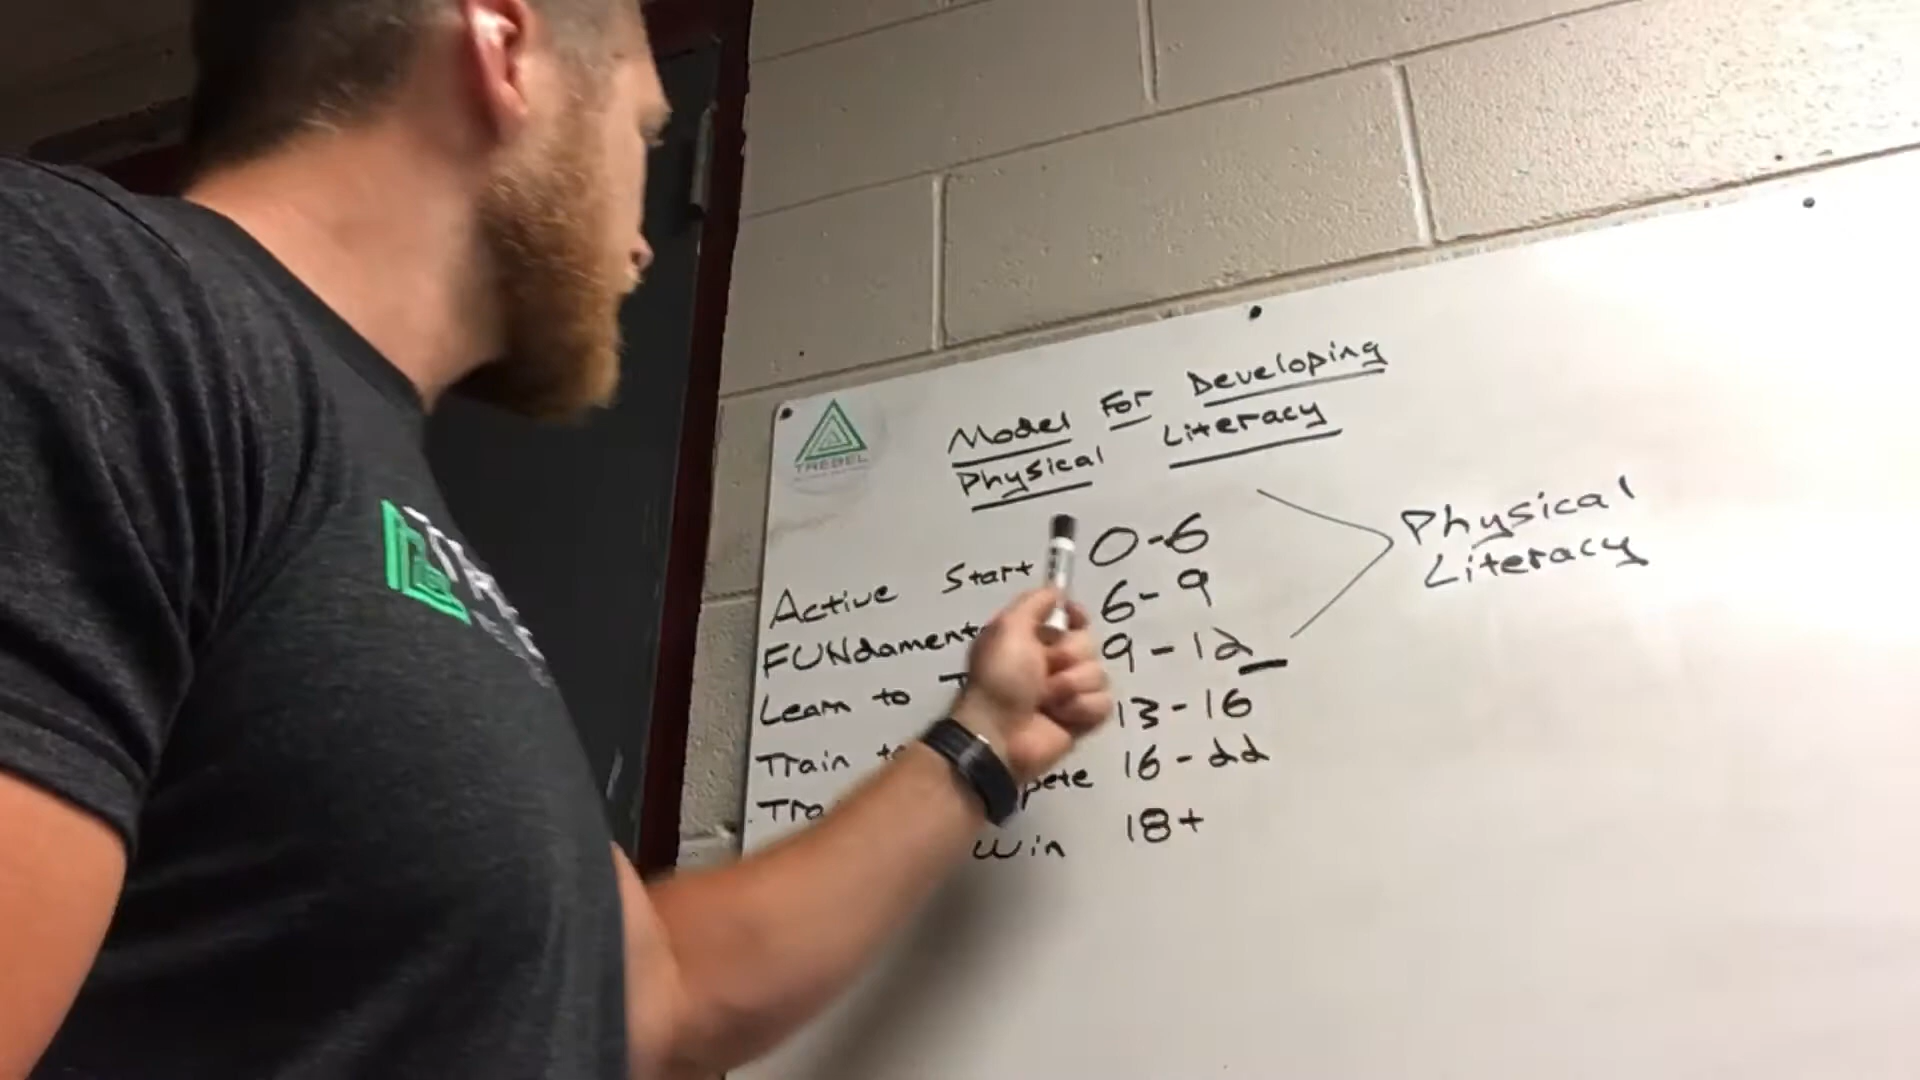 TREBEL
Model For Developing
Physical Literacy
Active Start 0-6
FUNdament 6-9
Learn to 9-12
Train 13-16
pete 16-22
Win 18+
Physical
Literacy